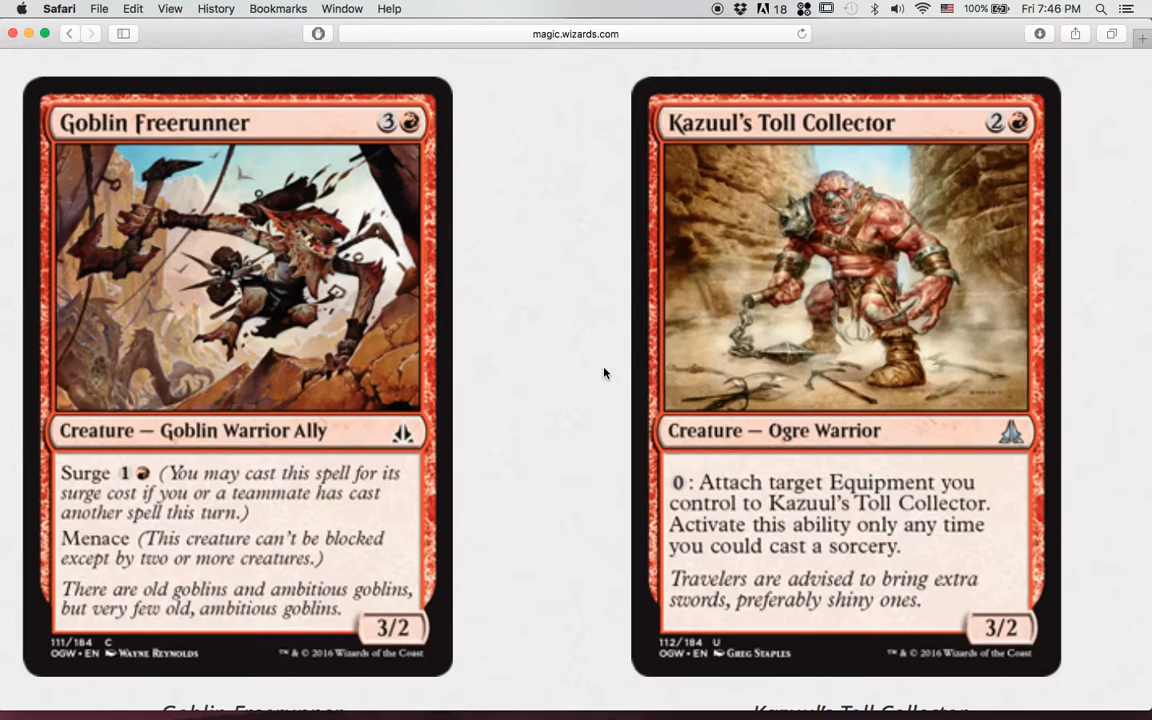 Safari File Edit View History Bookmarks Window Help 18 100% Fri 7:46 PM
magic.wizards.com
Goblin Freerunner 3
Creature — Goblin Warrior Ally
Surge 1 (You may cast this spell for its
surge cost if you or a teammate has cast
another spell this turn.)
Menace (This creature can't be blocked
except by two or more creatures.)
There are old goblins and ambitious goblins,
but very few old, ambitious goblins.
3/2
111/184 C
OGW • EN Wayne Reynolds ™ & © 2016 Wizards of the Coast
Goblin Freerunner
Kazuul's Toll Collector 2
Creature — Ogre Warrior
0: Attach target Equipment you
control to Kazuul's Toll Collector.
Activate this ability only any time
you could cast a sorcery.
Travelers are advised to bring extra
swords, preferably shiny ones.
3/2
112/184 U
OGW • EN Greg Staples ™ & © 2016 Wizards of the Coast
Kazuul's Toll Collector